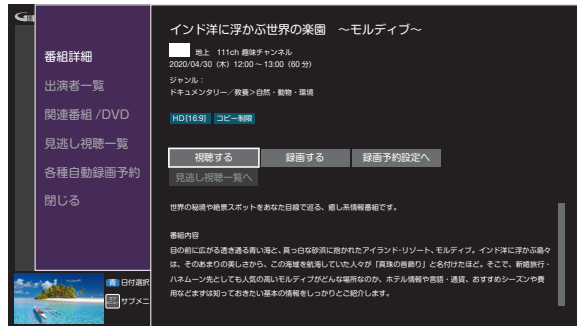 インド洋に浮かぶ世界の楽園　～モルディブ～
地上　111ch 趣味チャンネル
2020/04/30（木）12:00～13:00（60分）
ジャンル：
ドキュメンタリー／教養＞自然・動物・環境
HD[16:9]　コピー制限
番組詳細
出演者一覧
関連番組 /DVD
見逃し視聴一覧
各種自動録画予約
閉じる
視聴する　録画する　録画予約設定へ
見逃し視聴一覧へ
世界の秘境や絶景スポットをあなた目線で巡る、癒し系情報番組です。
番組内容
目の前に広がる透き通る青い海と、真っ白な砂浜に抱かれたアイランド・リゾート、モルディブ。インド洋に浮かぶ島々
は、そのあまりの美しさから、この海域を航海していた人々が「真珠の首飾り」と名付けたほど。そこで、新婚旅行・
ハネムーン先としても人気の高いモルディブがどんな場所なのか、ホテル情報や言語・通貨、おすすめシーズンや費
用などまずは知っておきたい基本の情報をしっかりとご紹介します。
青　日付選択
サブメニ